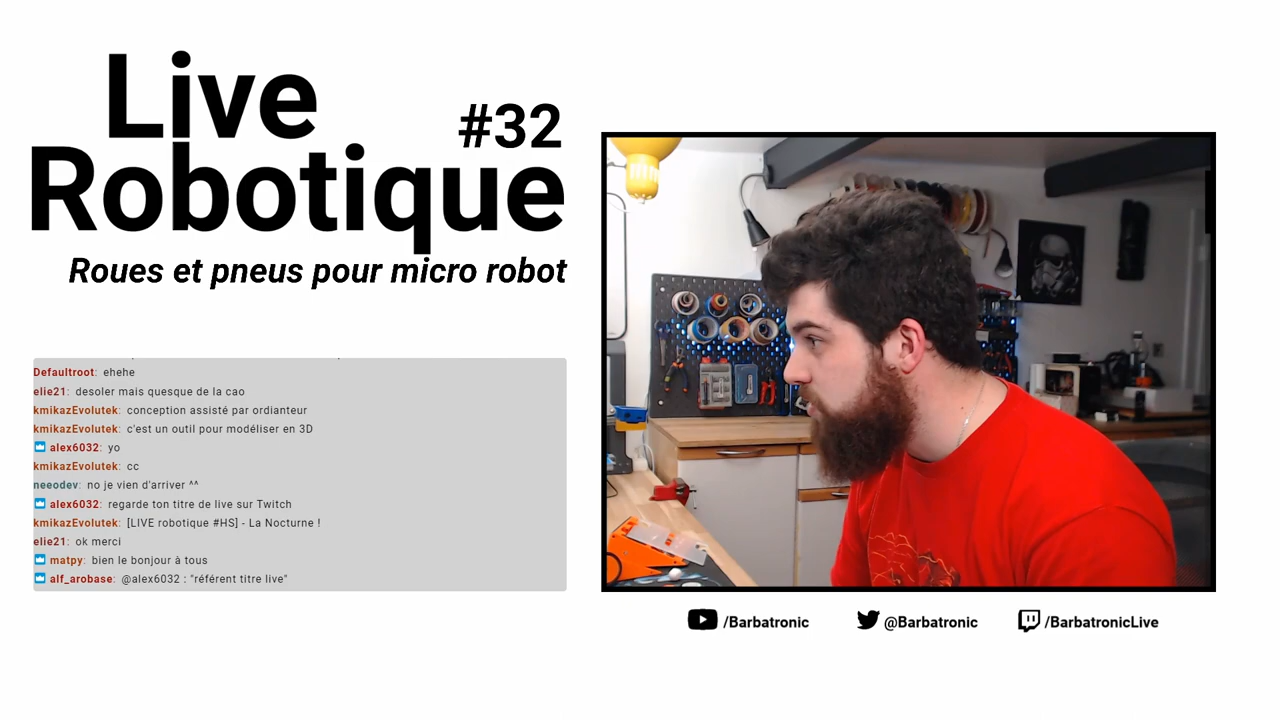 Live
#32
Robotique
Roues et pneus pour micro robot
Defaultroot: ehehe
elie21: desoler mais quesque de la cao
kmikazEvolutek: conception assisté par ordianteur
kmikazEvolutek: c'est un outil pour modéliser en 3D
alex6032: yo
kmikazEvolutek: cc
neeodev: no je vien d'arriver ^^
alex6032: regarde ton titre de live sur Twitch
kmikazEvolutek: [LIVE robotique #HS] - La Nocturne !
elie21: ok merci
matpy: bien le bonjour à tous
alf_arobase: @alex6032 : "référent titre live"
/Barbatronic
@Barbatronic
/BarbatronicLive